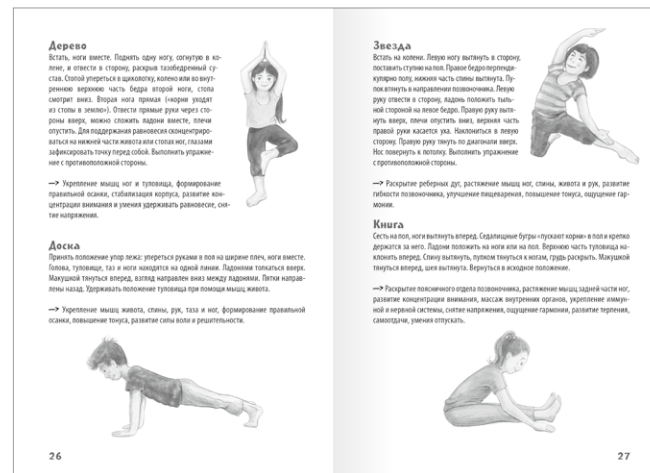 Дерево
Встать, ноги вместе. Поднять одну ногу, согнутую в ко-
лене, и отвести в сторону, раскрыв тазобедренный су-
став. Стопой упереться в щиколотку, колено или во внут-
реннюю верхнюю часть бедра второй ноги, стопа
смотрит вниз. Вторая нога прямая («корни уходят
из стопы в землю»). Отвести прямые руки через сто-
роны вверх, можно сложить ладони вместе, плечи
опустить. Для поддержания равновесия сконцентриро-
ваться на нижней части живота или стопах ног, глазами
зафиксировать точку перед собой. Выполнить упражне-
ние с противоположной стороны.
—> Укрепление мышц ног и туловища, формирование
правильной осанки, стабилизация корпуса, развитие кон-
центрации внимания и умения удерживать равновесие, сня-
тие напряжения.
Доска
Принять положение упор лежа: упереться руками в пол на ширине плеч, ноги вместе.
Голова, туловище, таз и ноги находятся на одной линии. Ладонями толкаться вверх.
Макушкой тянуться вперед, взгляд направлен вниз между ладонями. Пятки направ-
лены назад. Удерживать положение туловища при помощи мышц живота.
—> Укрепление мышц живота, спины, рук, таза и ног, формирование правильной
осанки, повышение тонуса, развитие силы воли и решительности.
26
Звезда
Встать на колени. Левую ногу вытянуть в сторону,
поставить ступню на пол. Правое бедро перпенди-
кулярно полу, нижняя часть спины вытянута. Пу-
пок втянуть в направлении позвоночника. Левую
руку отвести в сторону, ладонь положить тыль-
ной стороной на левое бедро. Правую руку вытя-
нуть вверх, плечи опустить вниз, верхняя часть
правой руки касается уха. Наклониться в левую
сторону. Правую руку тянуть по диагонали вверх.
Нос повернуть к потолку. Выполнить упражнение
с противоположной стороны.
—> Раскрытие реберных дуг, растяжение мышц ног, спины, живота и рук, развитие
гибкости позвоночника, улучшение пищеварения, повышение тонуса, ощущение гар-
монии.
Книга
Сесть на пол, ноги вытянуть вперед. Седалищные бугры «пускают корни» в пол и крепко
держатся за него. Ладони положить на ноги или на пол. Верхнюю часть туловища на-
клонить вперед. Спину вытянуть, пупком тянуться к ногам, грудь раскрыть. Макушкой
тянуться вперед, шея вытянута. Вернуться в исходное положение.
—> Раскрытие поясничного отдела позвоночника, растяжение мышц задней части ног,
развитие концентрации внимания, массаж внутренних органов, укрепление иммун-
ной и нервной системы, снятие напряжения, ощущение гармонии, развитие терпения,
самоотдачи, умения отпускать.
27